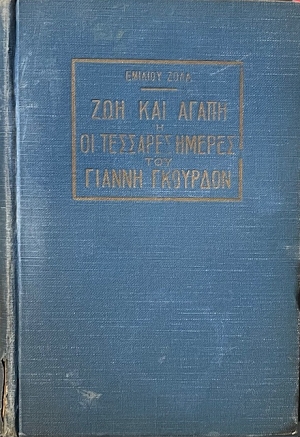 ΕΜΙΛΙΟΥ ΖΟΛΑ
ΖΩΗ ΚΑΙ ΑΓΑΠΗ
Η
ΟΙ ΤΕΣΣΑΡΕΣ ΗΜΕΡΕΣ
ΤΟΥ
ΓΙΑΝΝΗ ΓΚΟΥΡΔΟΝ